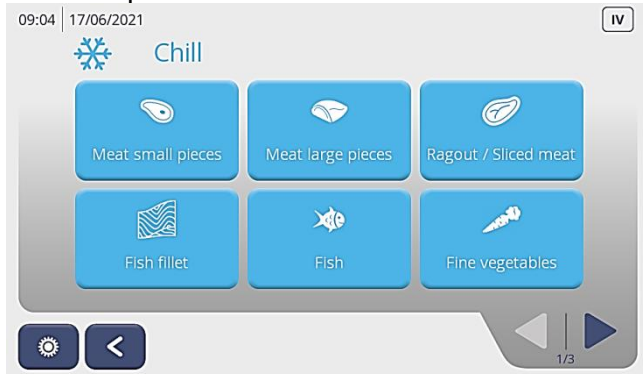 09:04 17/06/2021
IV
Chill
Meat small pieces
Meat large pieces
Ragout / Sliced meat
Fish fillet
Fish
Fine vegetables
1/3